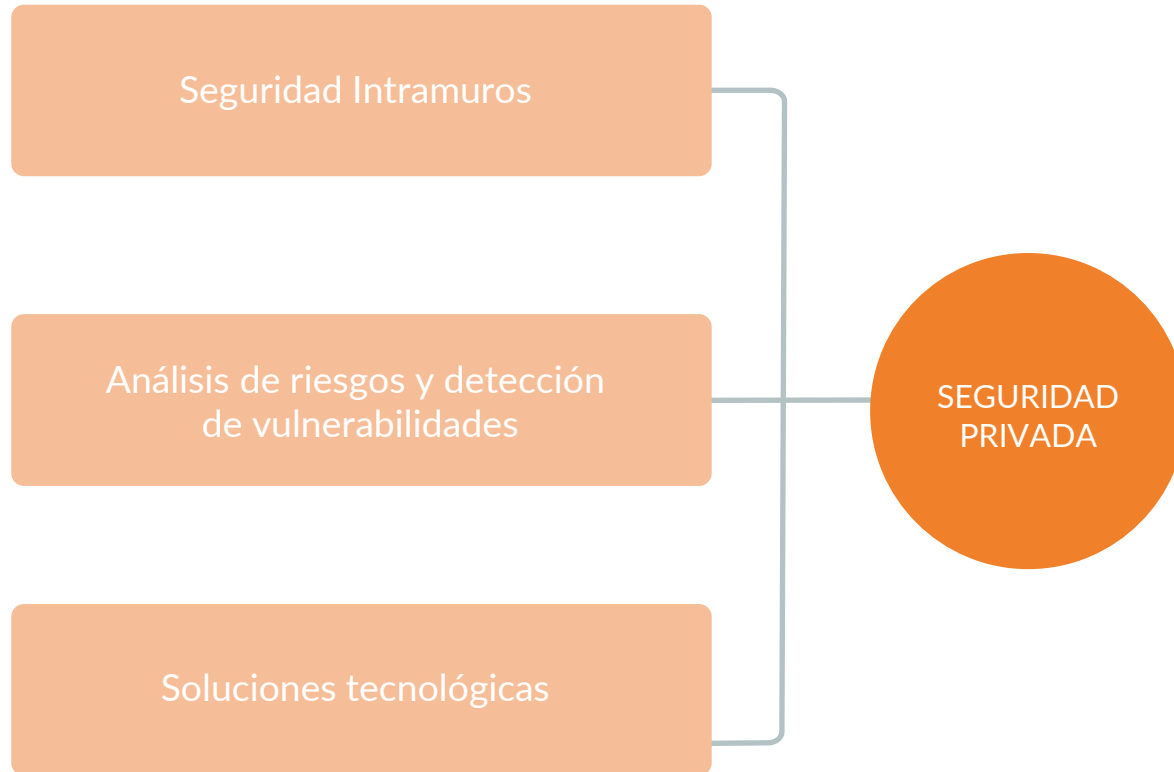 Seguridad Intramuros
Análisis de riesgos y detección
de vulnerabilidades
SEGURIDAD
PRIVADA
Soluciones tecnológicas